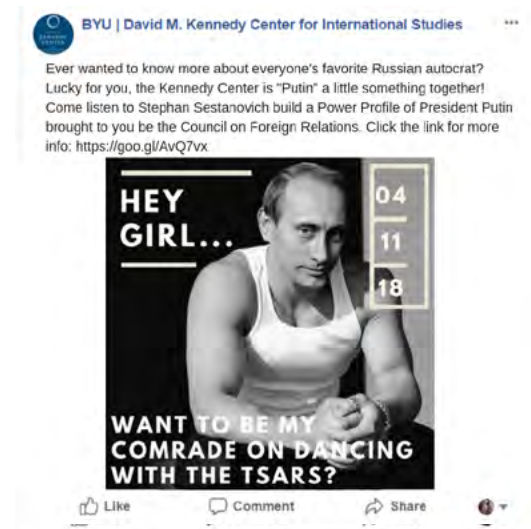 BYU | David M. Kennedy Center for International Studies
Ever wanted to know more about everyone's favorite Russian autocrat?
Lucky for you, the Kennedy Center is "Putin" a little something together!
Come listen to Stephan Sestanovich build a Power Profile of President Putin
brought to you be the Council on Foreign Relations. Click the link for more
info: https://goo.gl/AvQ7vx
HEY
GIRL...
04
11
18
WANT TO BE MY
COMRADE ON DANCING
WITH THE TSARS?
Like Comment Share